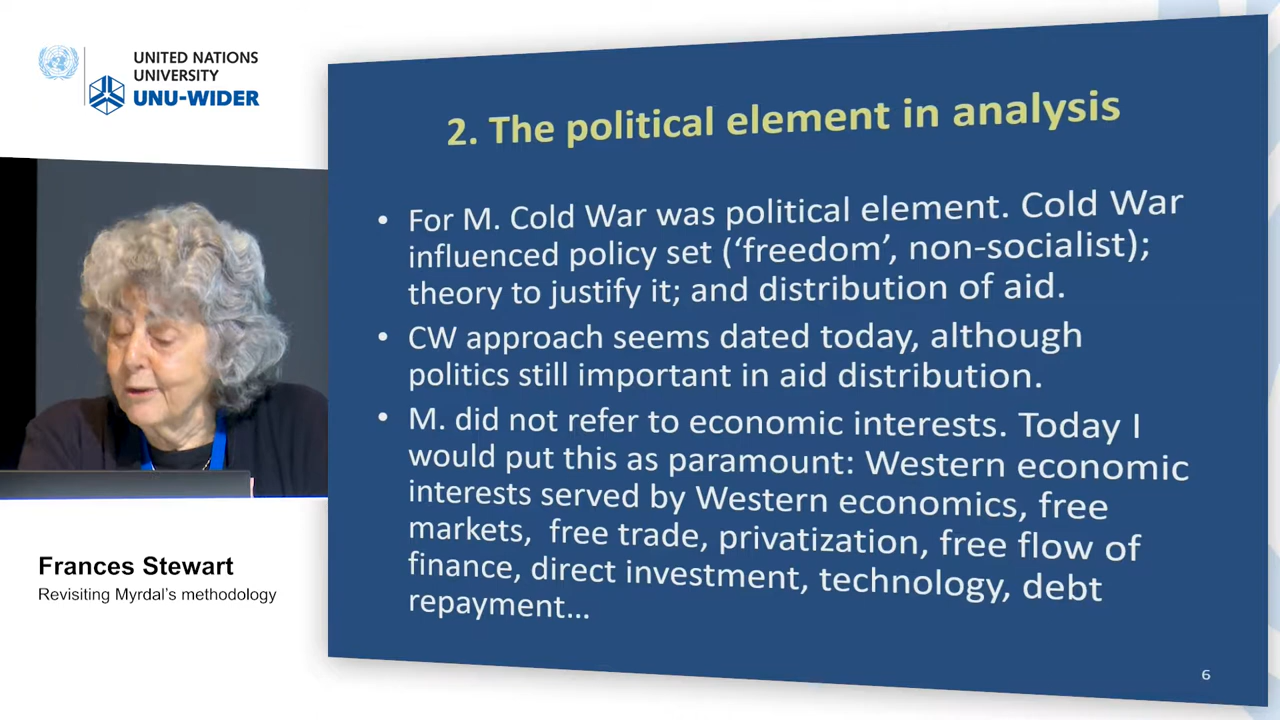 UNITED NATIONS
UNIVERSITY
UNU-WIDER
2. The political element in analysis
• For M. Cold War was political element. Cold War
influenced policy set (‘freedom’, non-socialist);
theory to justify it; and distribution of aid.
• CW approach seems dated today, although
politics still important in aid distribution.
• M. did not refer to economic interests. Today I
would put this as paramount: Western economic
interests served by Western economics, free
markets,  free trade, privatization, free flow of
finance, direct investment, technology, debt
repayment…
6
Frances Stewart
Revisiting Myrdal’s methodology